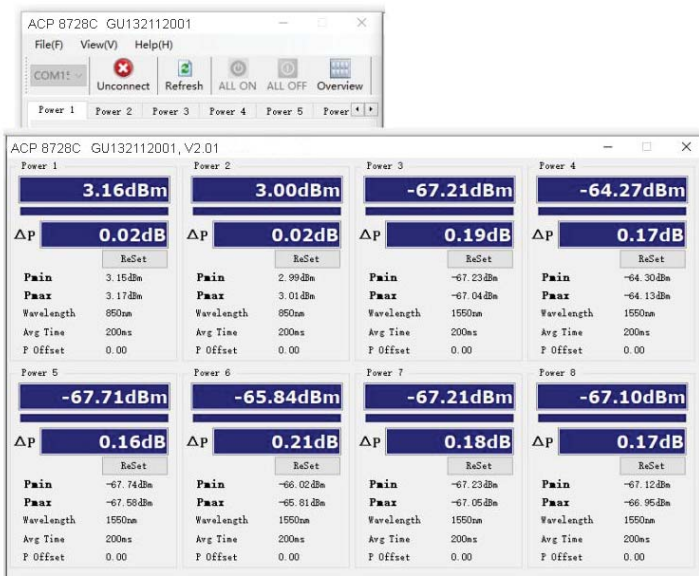 ACP 8728C GU132112001
File(F) View(V) Help(H)
Unconnect Refresh ALL ON ALL OFF Overview
Power 1 Power 2 Power 3 Power 4 Power 5 Power
ACP 8728C GU132112001, V2.01
Power 1 Power 2 Power 3 Power 4
3.16dBm 3.00dBm -67.21dBm -64.27dBm
△P 0.02dB △P 0.02dB △P 0.19dB △P 0.17dB
ReSet ReSet ReSet ReSet
Pmin 3.15dBm Pmin 2.99dBm Pmin -67.23dBm Pmin -64.30dBm
Pmax 3.17dBm Pmax 3.01dBm Pmax -67.04dBm Pmax -64.13dBm
Wavelength 850nm Wavelength 850nm Wavelength 1550nm Wavelength 1550nm
Avg Time 200ms Avg Time 200ms Avg Time 200ms Avg Time 200ms
P Offset 0.00 P Offset 0.00 P Offset 0.00 P Offset 0.00
Power 5 Power 6 Power 7 Power 8
-67.71dBm -65.84dBm -67.21dBm -67.10dBm
△P 0.16dB △P 0.21dB △P 0.18dB △P 0.17dB
ReSet ReSet ReSet ReSet
Pmin -67.74dBm Pmin -66.02dBm Pmin -67.23dBm Pmin -67.12dBm
Pmax -67.58dBm Pmax -65.81dBm Pmax -67.05dBm Pmax -66.95dBm
Wavelength 1550nm Wavelength 1550nm Wavelength 1550nm Wavelength 1550nm
Avg Time 200ms Avg Time 200ms Avg Time 200ms Avg Time 200ms
P Offset 0.00 P Offset 0.00 P Offset 0.00 P Offset 0.00